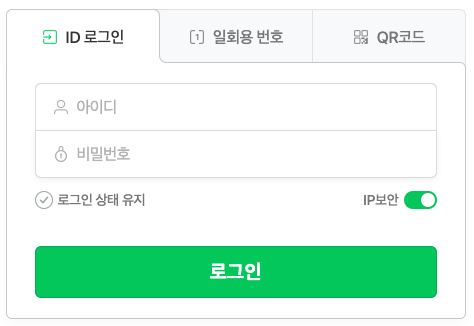 ID 로그인
1 일회용 번호
QR코드
아이디
비밀번호
로그인 상태 유지
IP보안
로그인